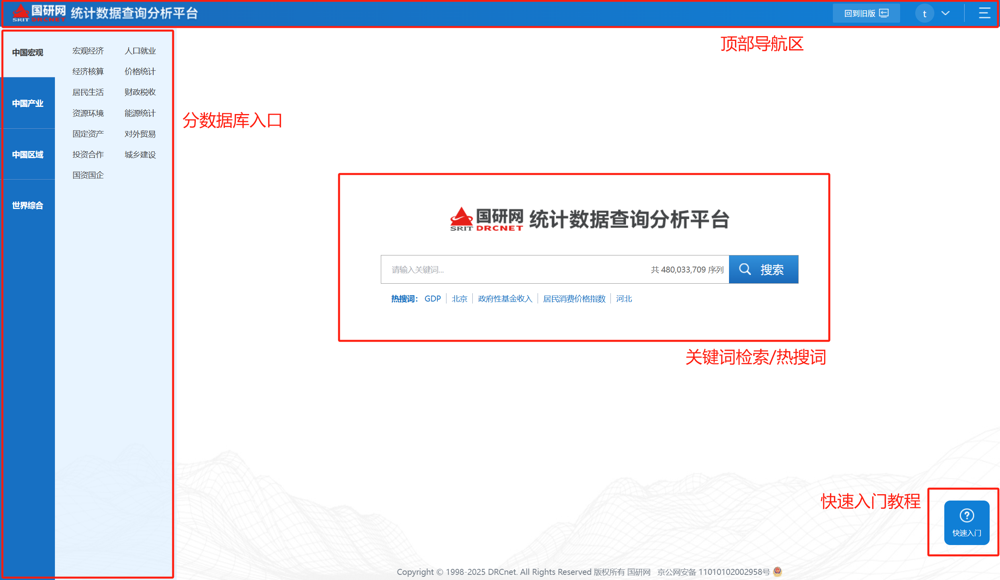 国研网 统计数据查询分析平台
SRIT DRCNET
回到旧版
t
顶部导航区
中国宏观
中国产业
中国区域
世界综合
宏观经济 人口就业
经济核算 价格统计
居民生活 财政税收
资源环境 能源统计
固定资产 对外贸易
投资合作 城乡建设
国资国企
分数据库入口
国研网 统计数据查询分析平台
SRIT DRCNET
请输入关键词... 共 480,033,709 序列 搜索
热搜词： GDP 北京 政府性基金收入 居民消费价格指数 河北
关键词检索/热搜词
快速入门教程
快速入门
Copyright © 1998-2025 DRCnet. All Rights Reserved 版权所有 国研网 京公网安备 11010102002958号